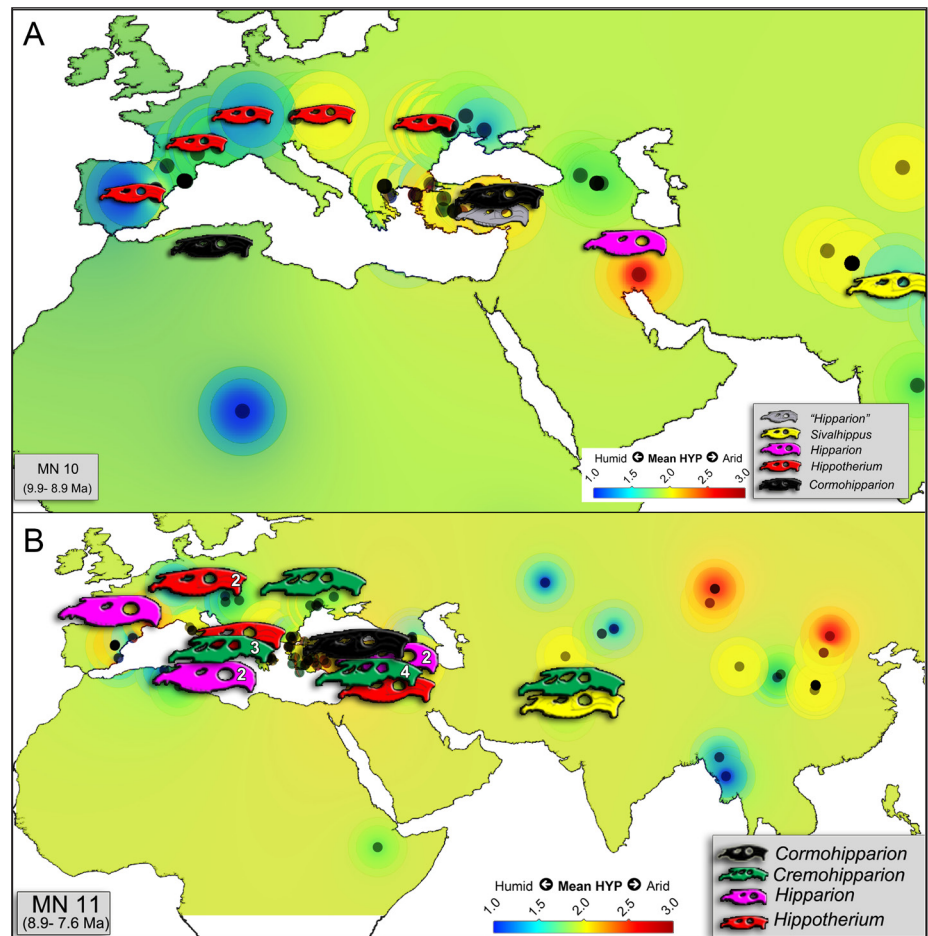 A
MN 10
(9.9- 8.9 Ma)
Humid Mean HYP Arid
1.0 1.5 2.0 2.5 3.0
"Hipparion"
Sivalhippus
Hipparion
Hippotherium
Cormohipparion
B
2
3
2
2
4
MN 11
(8.9- 7.6 Ma)
Humid Mean HYP Arid
1.0 1.5 2.0 2.5 3.0
Cormohipparion
Cremohipparion
Hipparion
Hippotherium